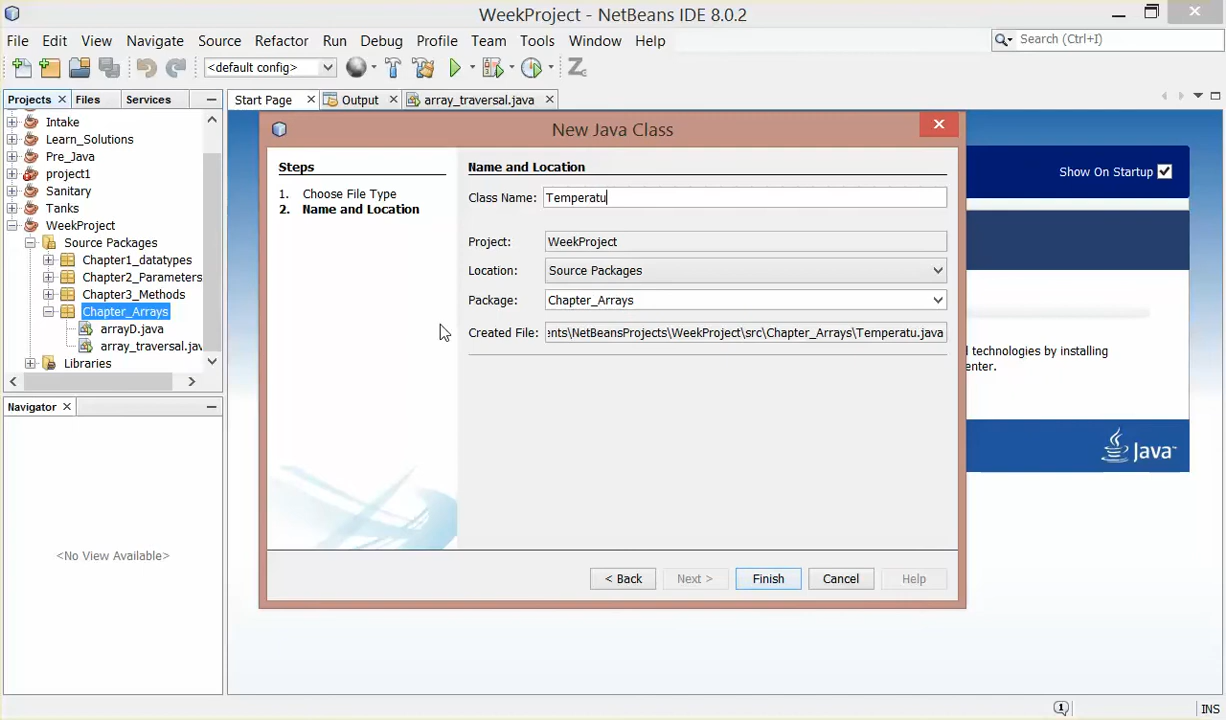 WeekProject - NetBeans IDE 8.0.2
File Edit View Navigate Source Refactor Run Debug Profile Team Tools Window Help
Search (Ctrl+I)
<default config>
Projects Files Services
Start Page Output array_traversal.java
Intake
Learn_Solutions
Pre_Java
project1
Sanitary
Tanks
WeekProject
Source Packages
Chapter1_datatypes
Chapter2_Parameters
Chapter3_Methods
Chapter_Arrays
arrayD.java
array_traversal.jav
Libraries
Navigator
<No View Available>
New Java Class
Steps
1. Choose File Type
2. Name and Location
Name and Location
Class Name: Temperatu
Project: WeekProject
Location: Source Packages
Package: Chapter_Arrays
Created File: nts\NetBeansProjects\WeekProject\src\Chapter_Arrays\Temperatu.java
< Back Next > Finish Cancel Help
Show On Startup
technologies by installing
enter.
Java
1 INS